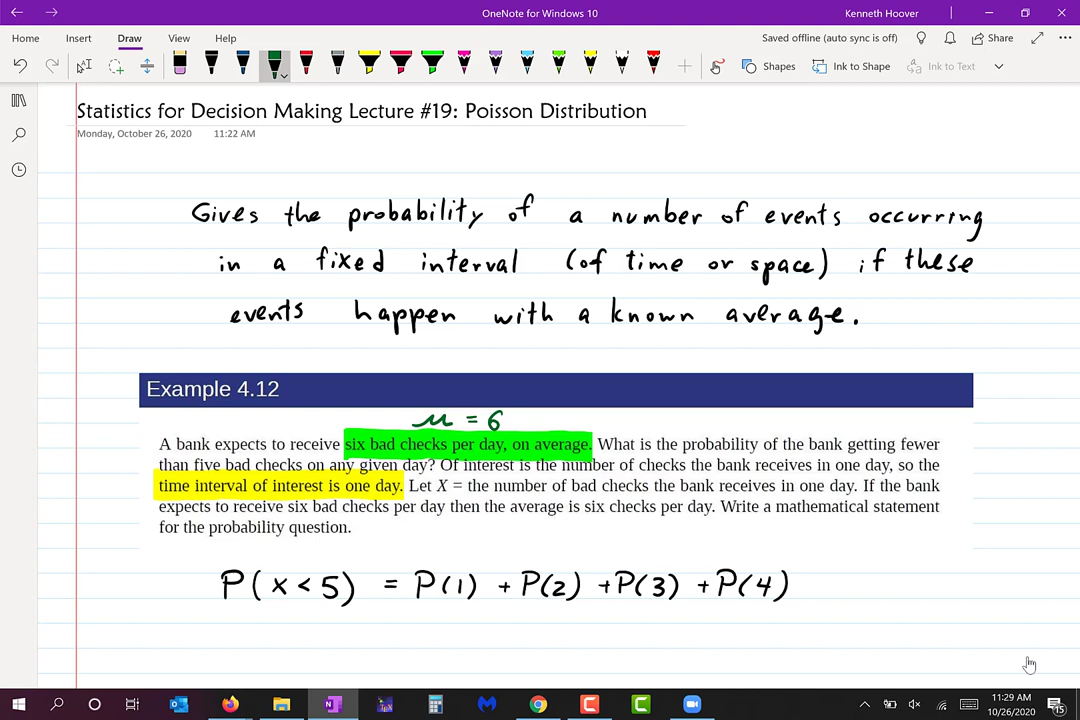 OneNote for Windows 10
Kenneth Hoover
Home Insert Draw View Help
Saved offline (auto sync is off)
Share
Shapes
Ink to Shape
Ink to Text
Statistics for Decision Making Lecture #19: Poisson Distribution
Monday, October 26, 2020 11:22 AM
Gives the probability of a number of events occurring
in a fixed interval (of time or space) if these
events happen with a known average.
Example 4.12
μ = 6
A bank expects to receive six bad checks per day, on average. What is the probability of the bank getting fewer
than five bad checks on any given day? Of interest is the number of checks the bank receives in one day, so the
time interval of interest is one day. Let X = the number of bad checks the bank receives in one day. If the bank
expects to receive six bad checks per day then the average is six checks per day. Write a mathematical statement
for the probability question.
P(x < 5) = P(1) + P(2) + P(3) + P(4)
11:29 AM
10/26/2020
15